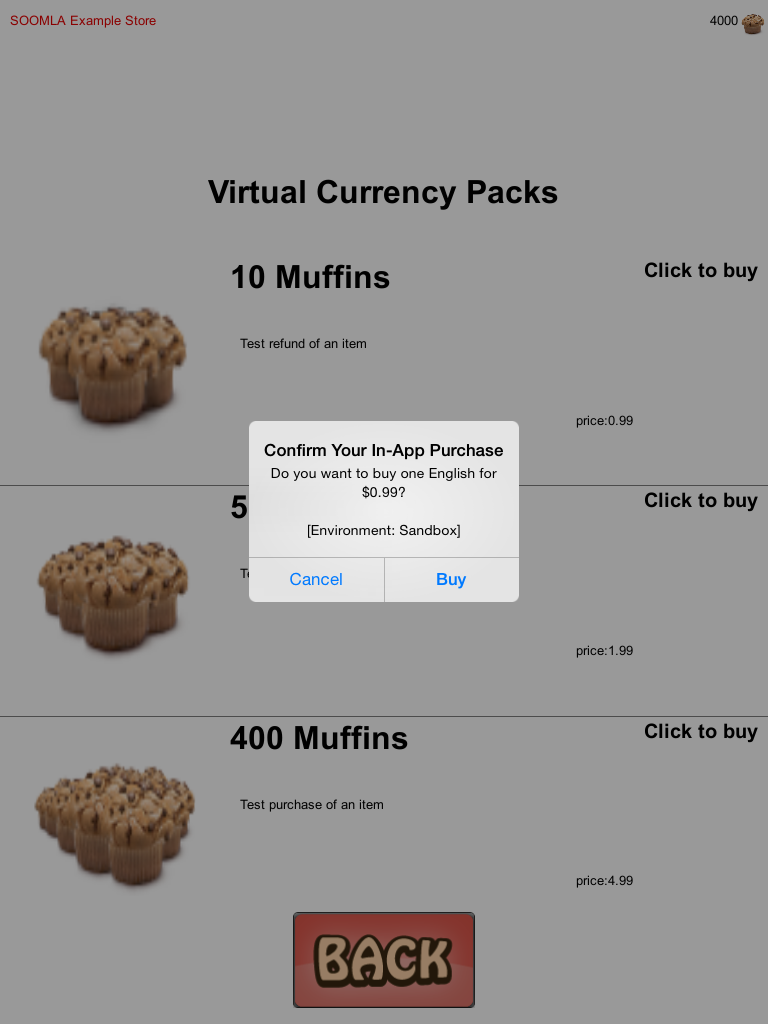 SOOMLA Example Store
4000
Virtual Currency Packs
10 Muffins
Click to buy
Test refund of an item
price:0.99
Confirm Your In-App Purchase
Do you want to buy one English for
$0.99?
[Environment: Sandbox]
Cancel
Buy
5
Click to buy
price:1.99
400 Muffins
Click to buy
Test purchase of an item
price:4.99
BACK